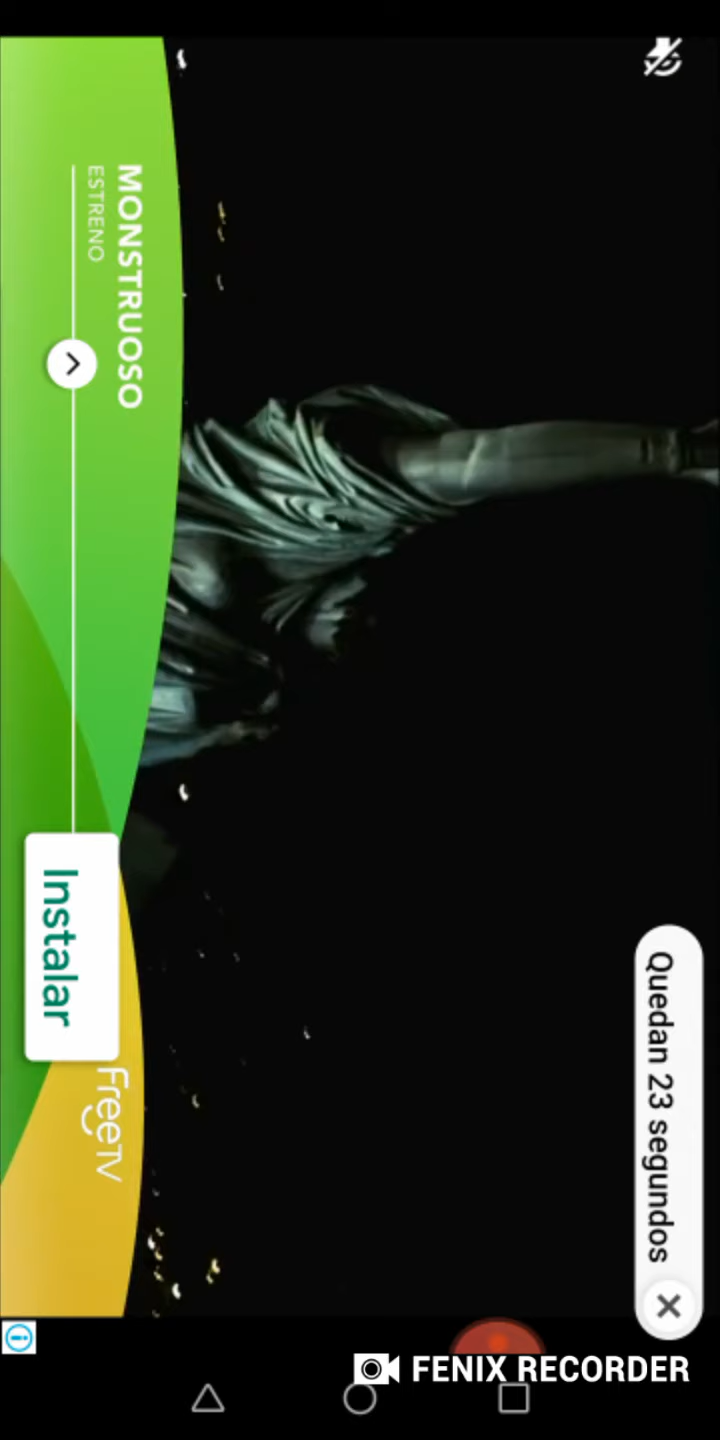 Quedan 23 segundos
MONSTRUOSO
ESTRENO
Instalar
FreeTV
FENIX RECORDER